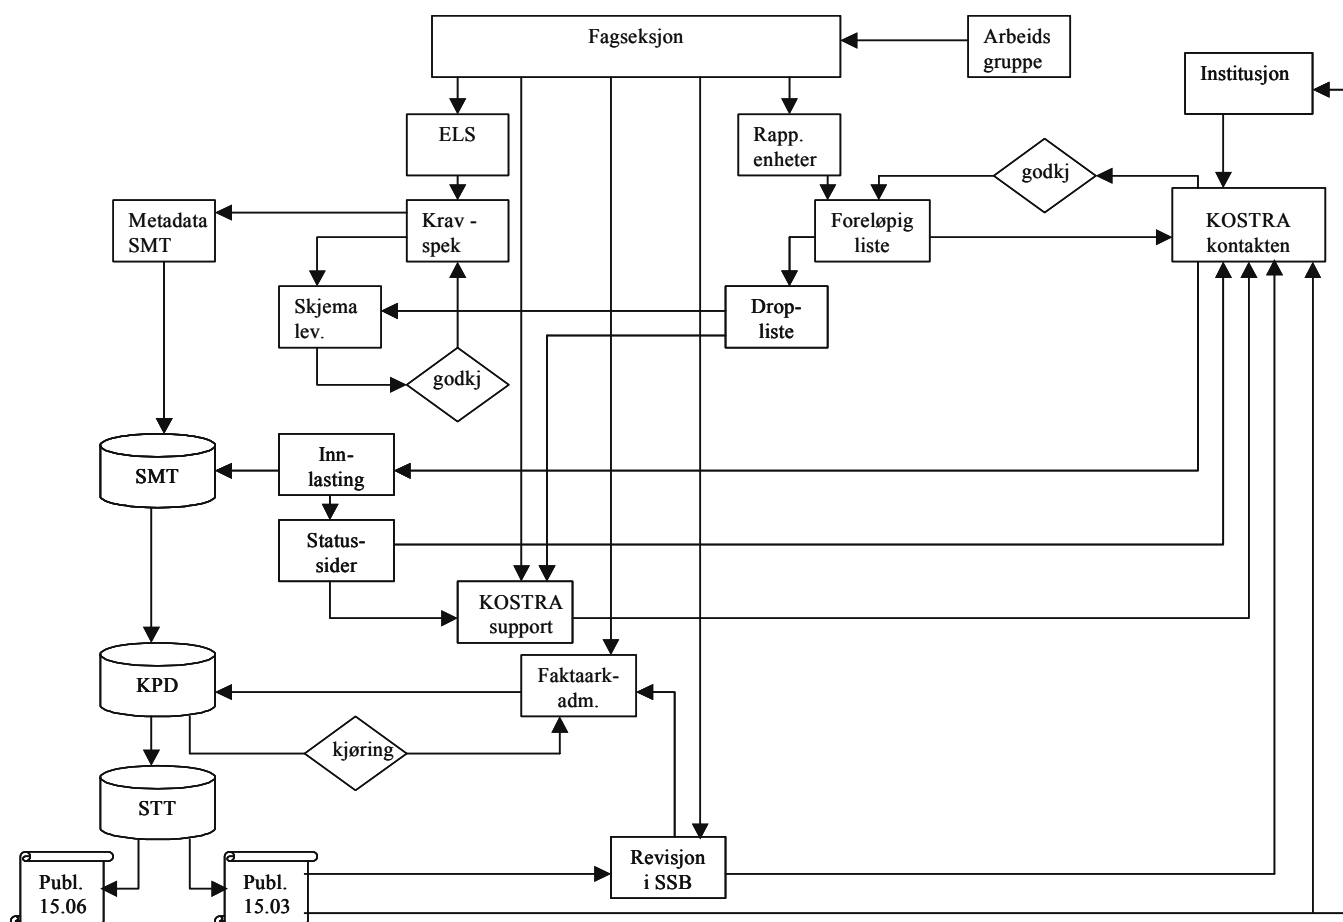 Fagseksjon
Arbeids
gruppe
Institusjon
ELS
Rapp.
enheter
godkj
Metadata
SMT
Krav -
spek
Foreløpig
liste
KOSTRA
kontakten
Skjema
lev.
Drop-
liste
godkj
SMT
Inn-
lasting
Status-
sider
KOSTRA
support
KPD
Faktaark-
adm.
kjøring
STT
Publ.
15.06
Publ.
15.03
Revisjon
i SSB